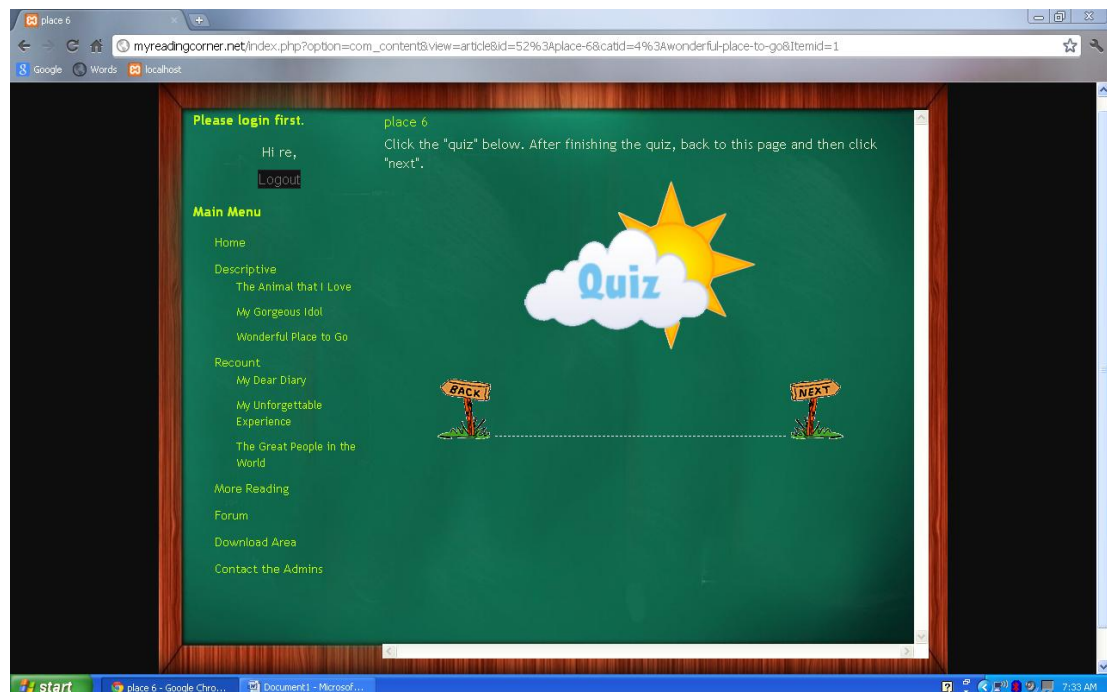 place 6
myreadingcorner.net/index.php?option=com_content&view=article&id=52%3Aplace-6&catid=4%3Awonderful-place-to-go&Itemid=1
Google Words localhost
Please login first.
Hi re,
Logout
Main Menu
Home
Descriptive
The Animal that I Love
My Gorgeous Idol
Wonderful Place to Go
Recount
My Dear Diary
My Unforgettable
Experience
The Great People in the
World
More Reading
Forum
Download Area
Contact the Admins
place 6
Click the "quiz" below. After finishing the quiz, back to this page and then click
"next".
Quiz
BACK
NEXT
start
place 6 - Google Chro...
Document1 - Microsof...
7:33 AM